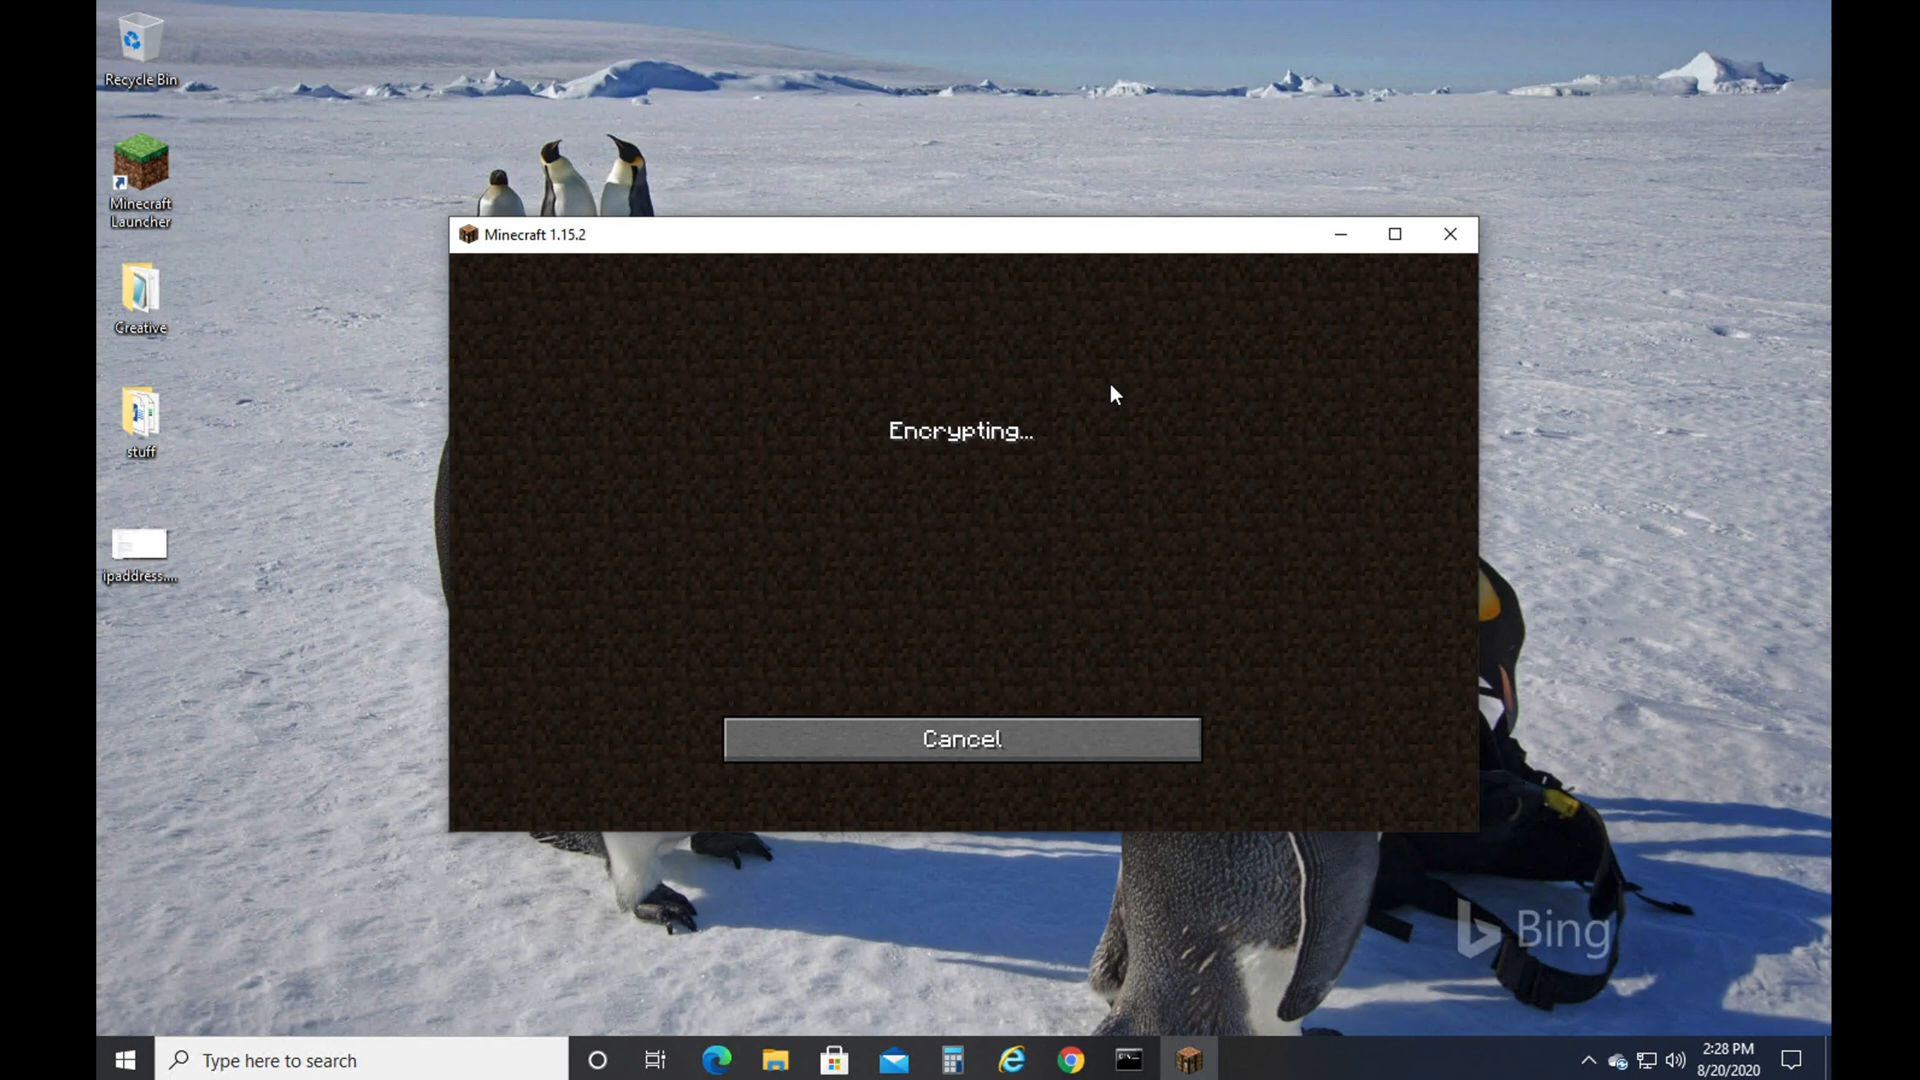 Recycle Bin
Minecraft
Launcher
Creative
stuff
ipaddress....
Minecraft 1.15.2
Encrypting...
Cancel
Bing
Type here to search
2:28 PM
8/20/2020